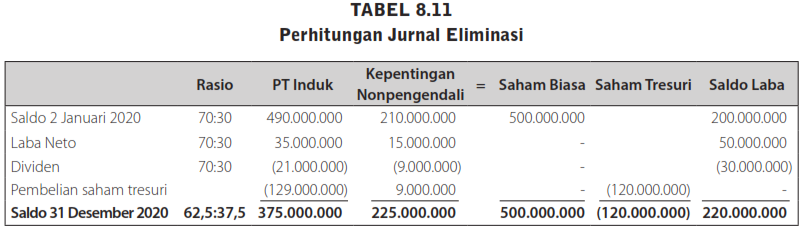 TABEL 8.11
Perhitungan Jurnal Eliminasi
Rasio PT Induk Kepentingan Nonpengendali = Saham Biasa Saham Tresuri Saldo Laba
Saldo 2 Januari 2020 70:30 490.000.000 210.000.000 500.000.000 200.000.000
Laba Neto 70:30 35.000.000 15.000.000 - 50.000.000
Dividen 70:30 (21.000.000) (9.000.000) - (30.000.000)
Pembelian saham tresuri (129.000.000) 9.000.000 - (120.000.000) -
Saldo 31 Desember 2020 62,5:37,5 375.000.000 225.000.000 500.000.000 (120.000.000) 220.000.000